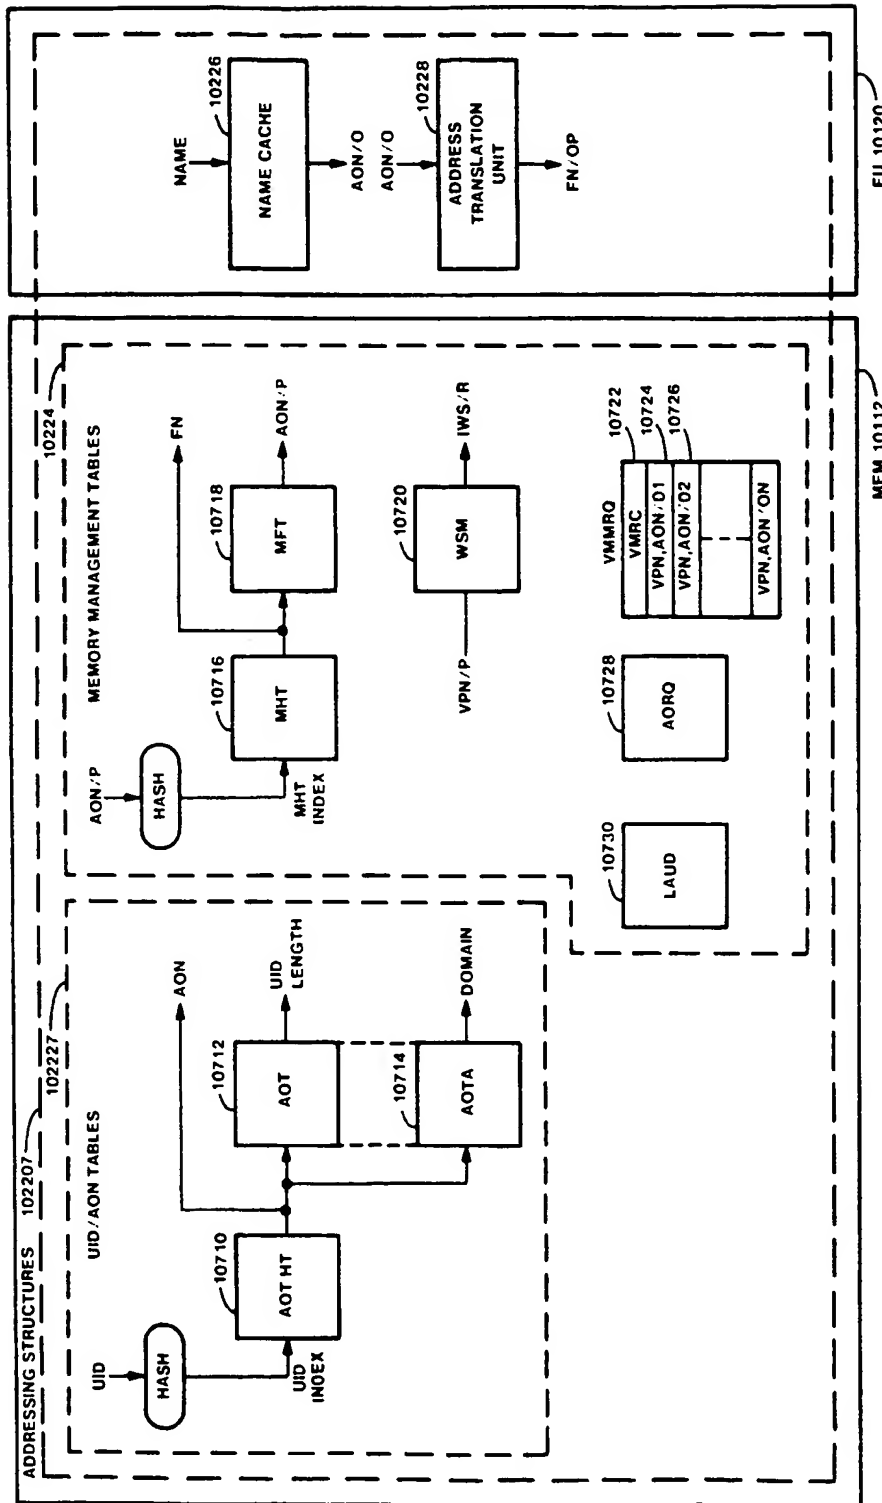 ADDRESSING STRUCTURES 102207
102227
UID/AON TABLES
UID
HASH
UID
INDEX
10710
AOT HT
AON
10712
AOT
UID
LENGTH
10714
AOTA
DOMAIN
10224
MEMORY MANAGEMENT TABLES
AON/P
HASH
MHT
INDEX
10716
MHT
FN
10718
MFT
AON/P
VPN/P
10720
WSM
IWS/R
10730
LAUD
10728
AORQ
VMMRQ
VMRC
10722
VPN,AON/O1
10724
VPN,AON/O2
10726
VPN,AON'ON
MEM 10112
NAME
10226
NAME CACHE
AON/O
AON/O
10228
ADDRESS
TRANSLATION
UNIT
FN/OP
FU 10120